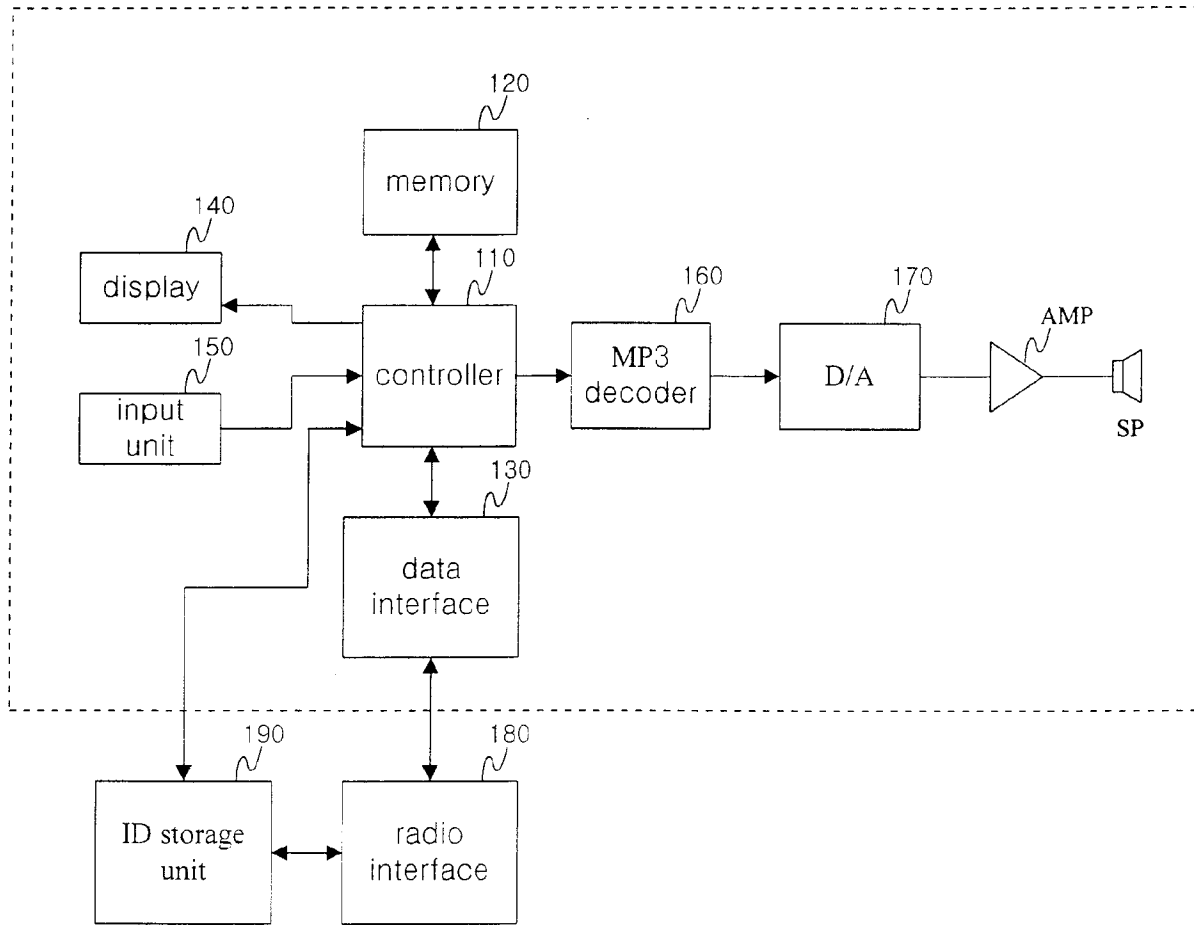 120
memory
140
display
110
controller
150
input
unit
160
MP3
decoder
170
D/A
AMP
SP
130
data
interface
190
ID storage
unit
180
radio
interface